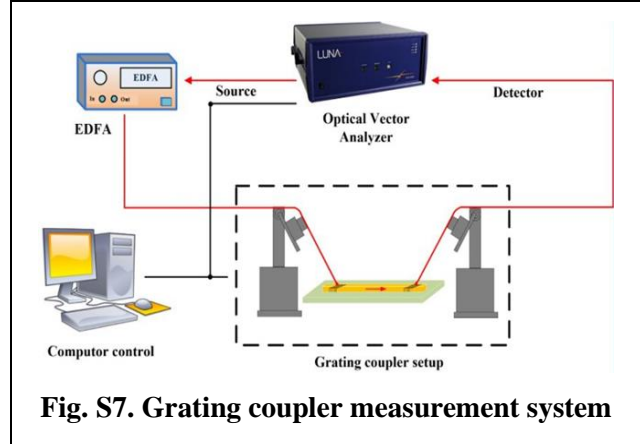 LUNA
EDFA
In
Out
Source
Detector
EDFA
Optical Vector
Analyzer
Computor control
Grating coupler setup
Fig. S7. Grating coupler measurement system